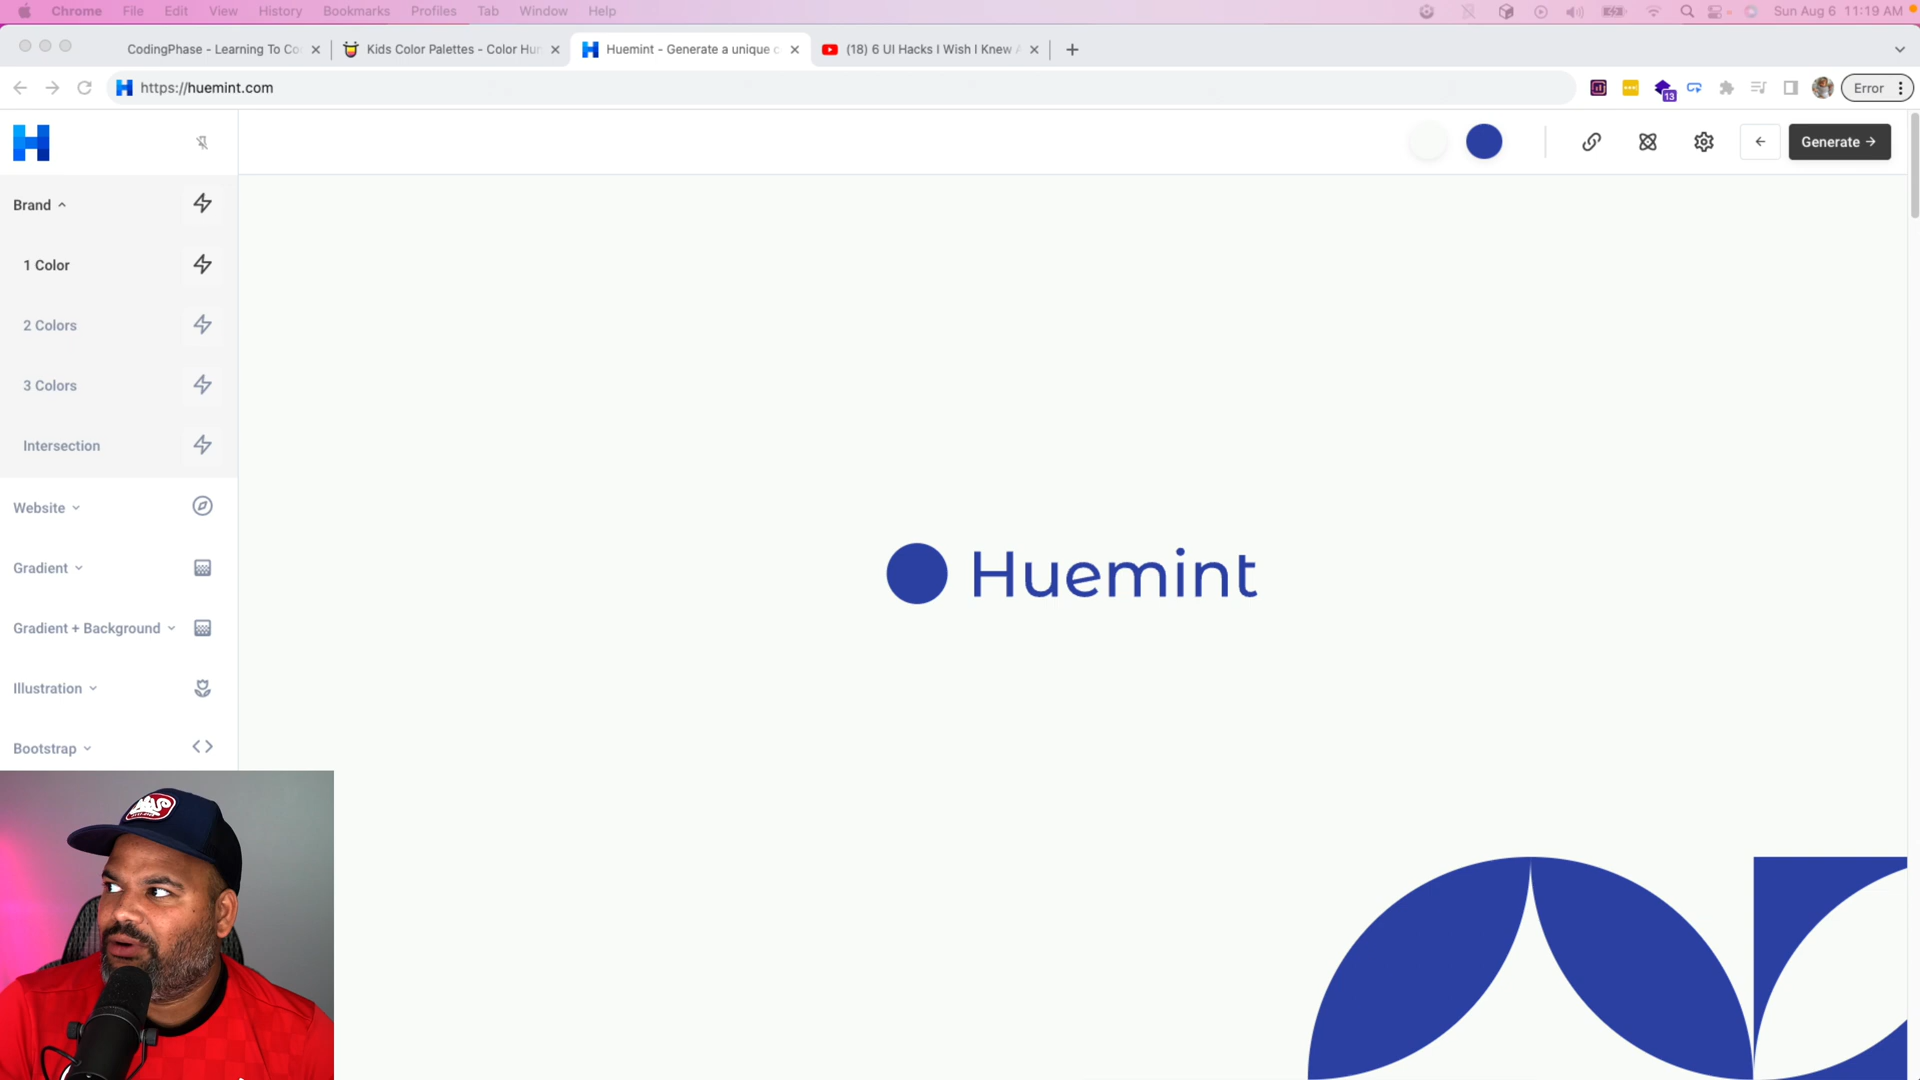 Chrome File Edit View History Bookmarks Profiles Tab Window Help Sun Aug 6 11:19 AM
CodingPhase - Learning To Co
Kids Color Palettes - Color Hu
Huemint - Generate a unique
(18) 6 UI Hacks I Wish I Knew
https://huemint.com
13
Error
Generate
Brand
1 Color
2 Colors
3 Colors
Intersection
Website
Gradient
Gradient + Background
Illustration
Bootstrap
Huemint